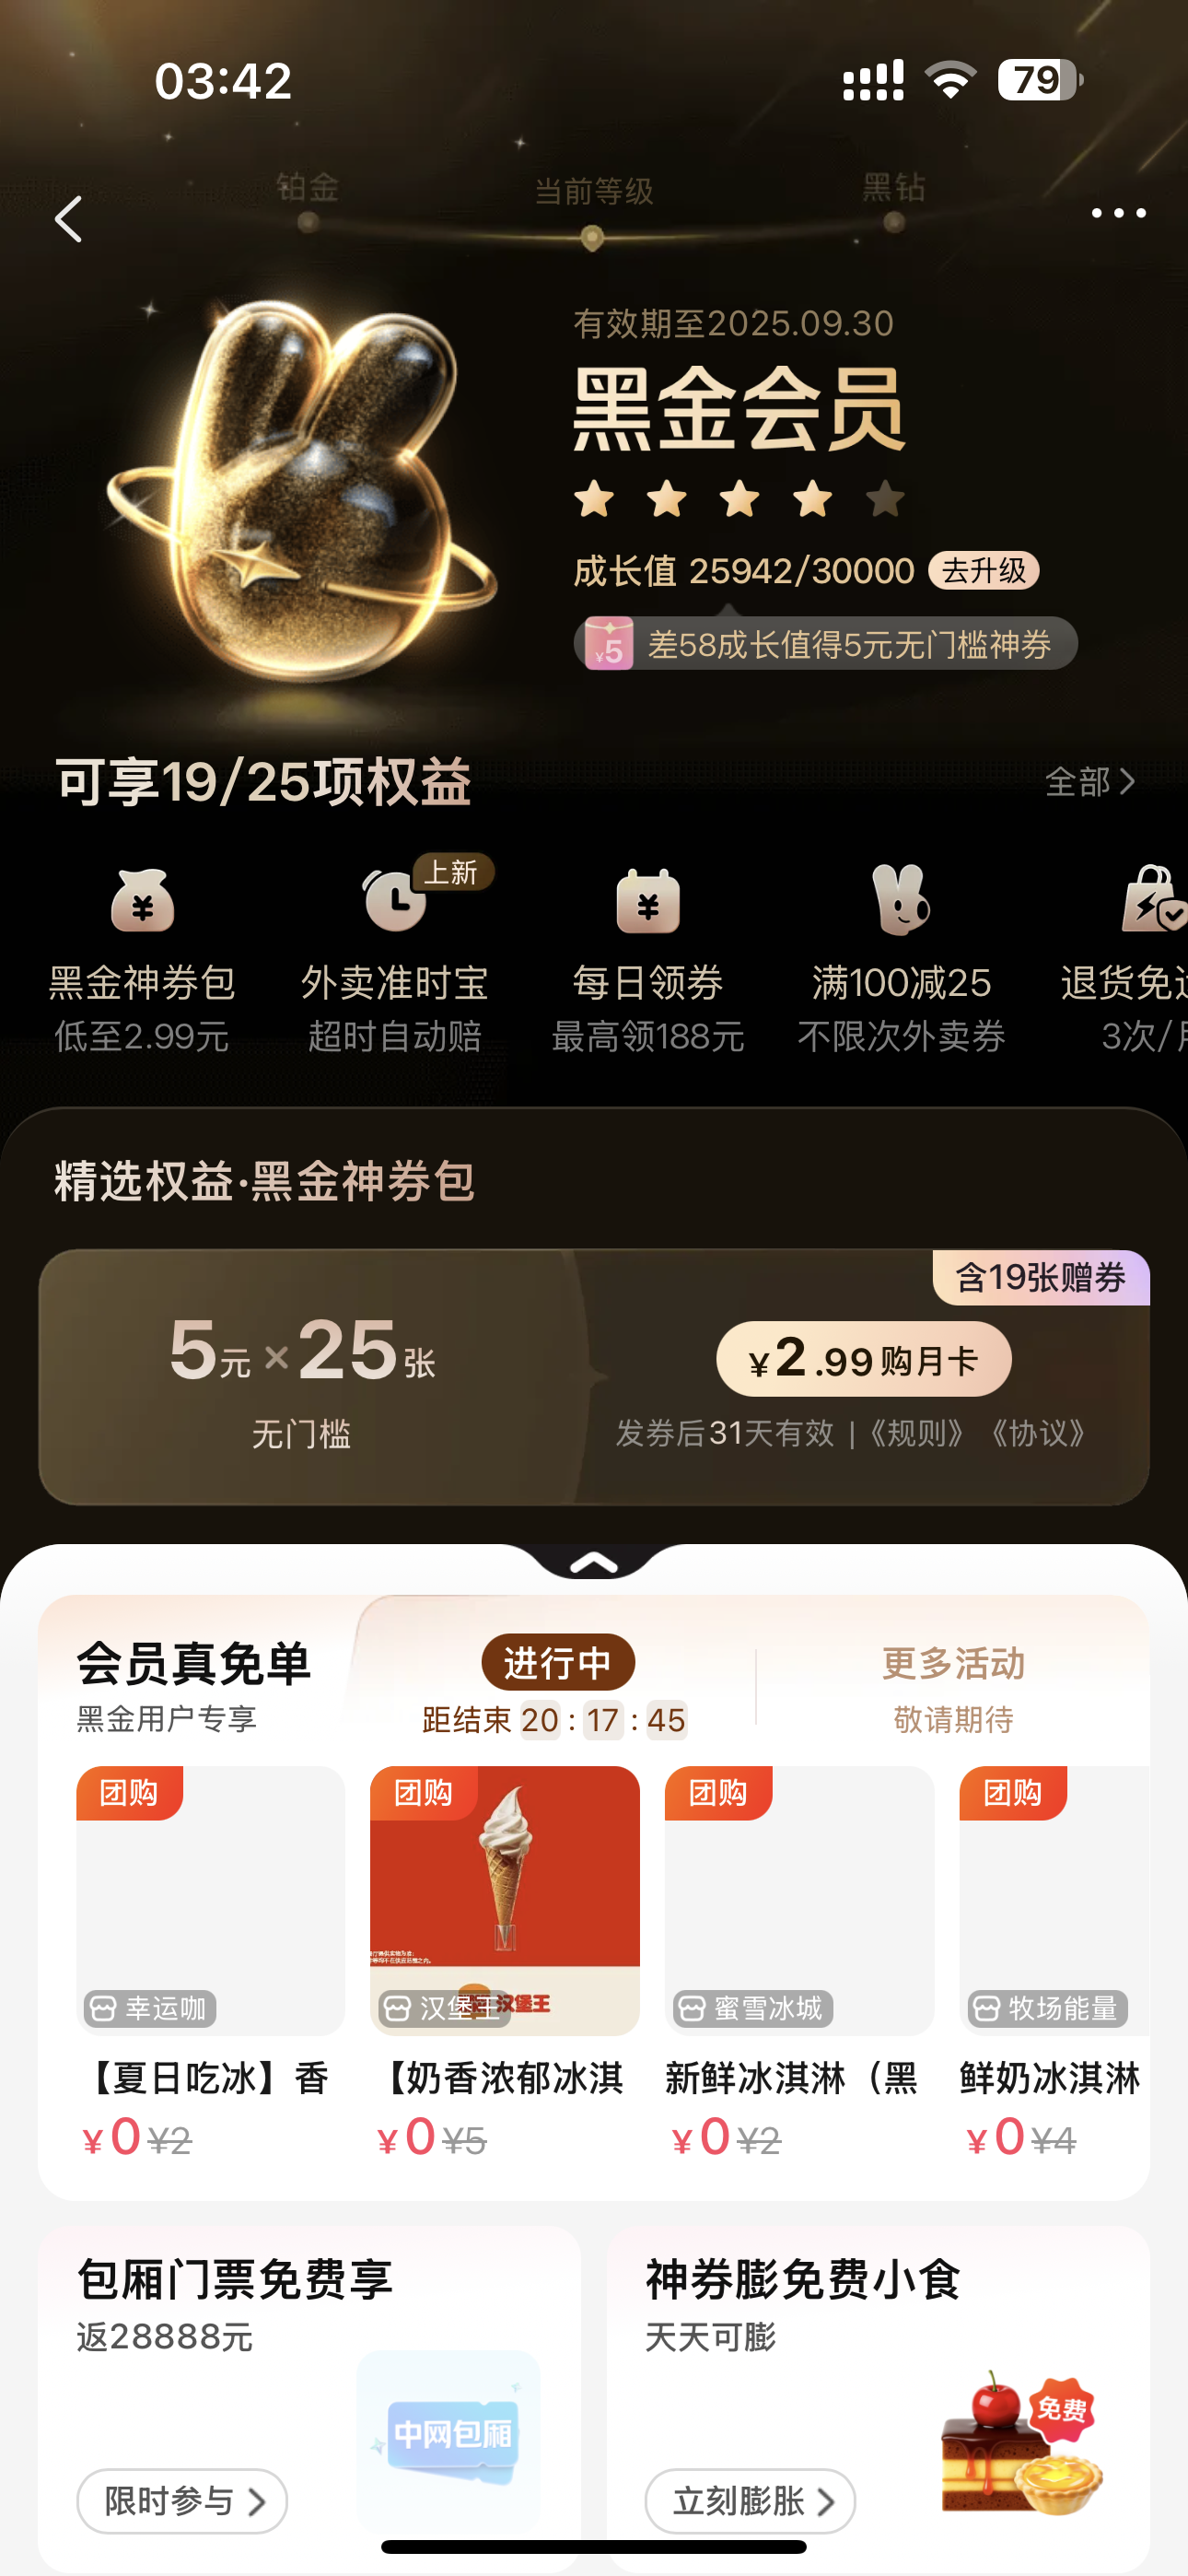 03:42
79
铂金
当前等级
黑钻
有效期至2025.09.30
黑金会员
成长值 25942/30000 去升级
¥5 差58成长值得5元无门槛神券
可享19/25项权益
全部
上新
黑金神券包
低至2.99元
外卖准时宝
超时自动赔
每日领券
最高领188元
满100减25
不限次外卖券
退货免
3次/
精选权益·黑金神券包
含19张赠券
5元×25张
无门槛
¥2.99购月卡
发券后31天有效 |《规则》《协议》
会员真免单
黑金用户专享
进行中
距结束 20 : 17 : 45
更多活动
敬请期待
团购
幸运咖
【夏日吃冰】香
¥0 ¥2
团购
汉堡王
汉堡王
【奶香浓郁冰淇
¥0 ¥5
团购
蜜雪冰城
新鲜冰淇淋（黑
¥0 ¥2
团购
牧场能量
鲜奶冰淇淋
¥0 ¥4
包厢门票免费享
返28888元
中网包厢
限时参与
神券膨免费小食
天天可膨
免费
立刻膨胀